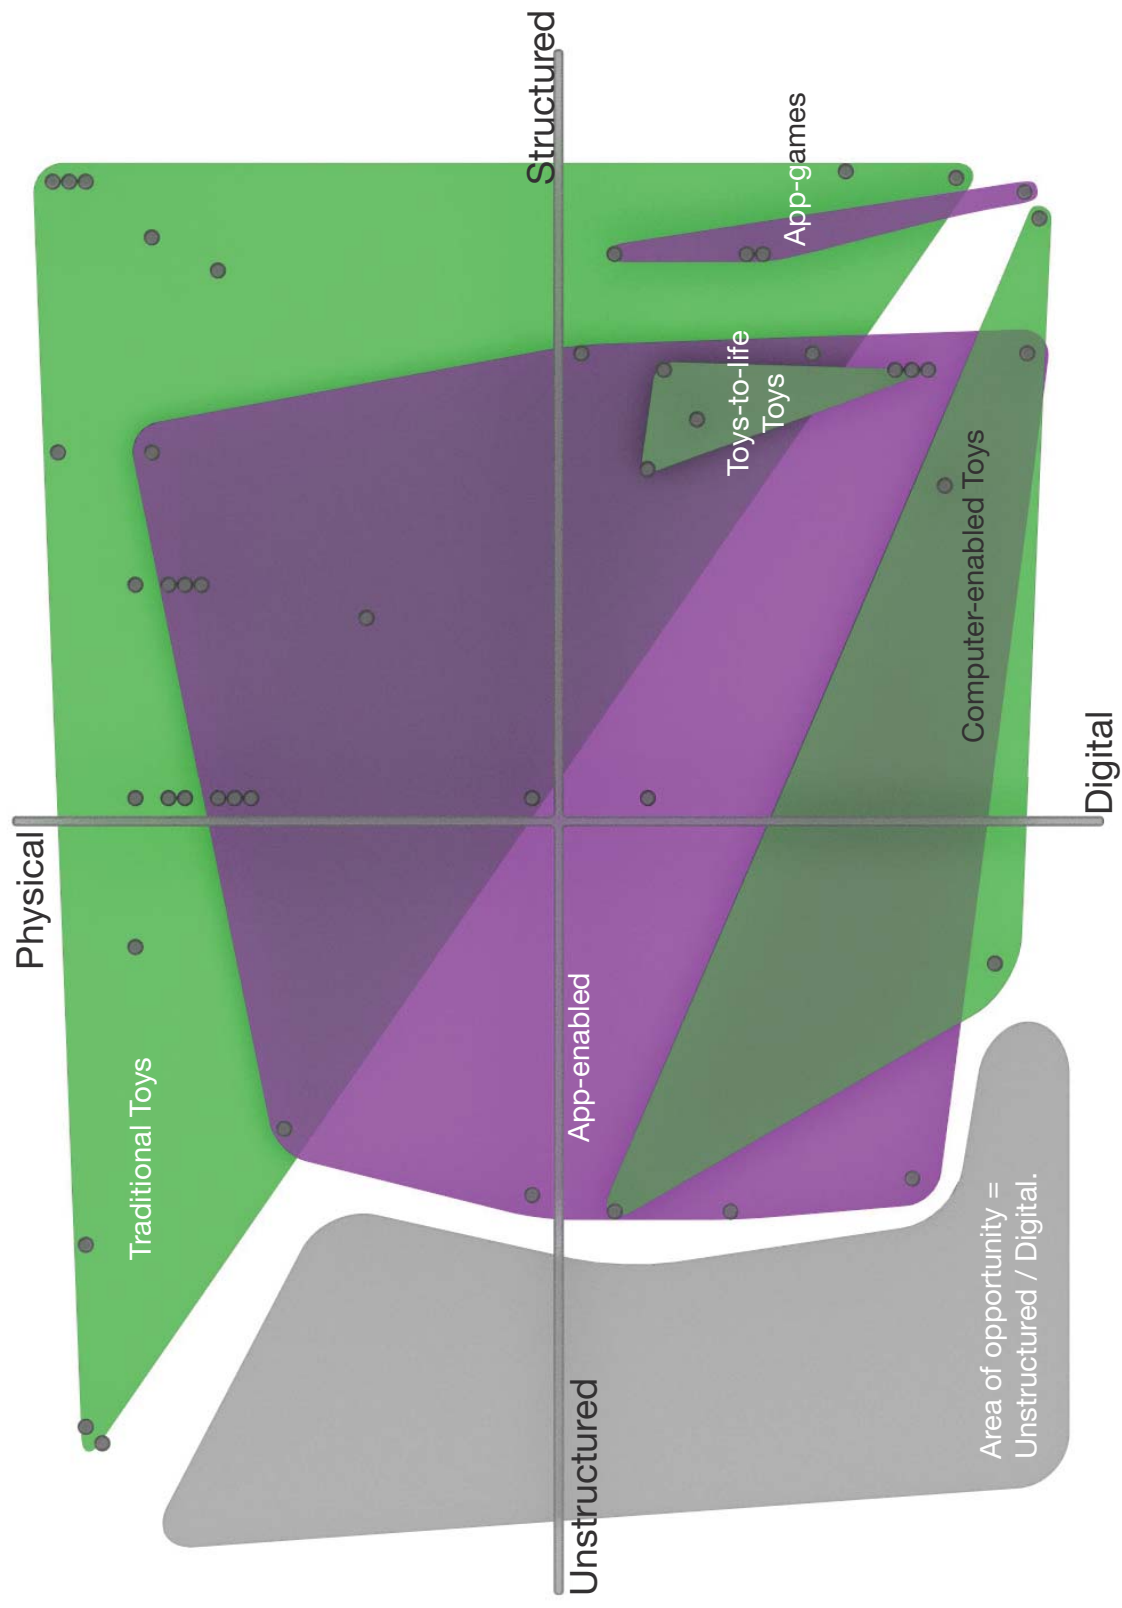 Physical
Traditional Toys
Unstructured
Structured
App-enabled
App-games
Toys-to-life
Toys
Computer-enabled Toys
Area of opportunity =
Unstructured / Digital.
Digital